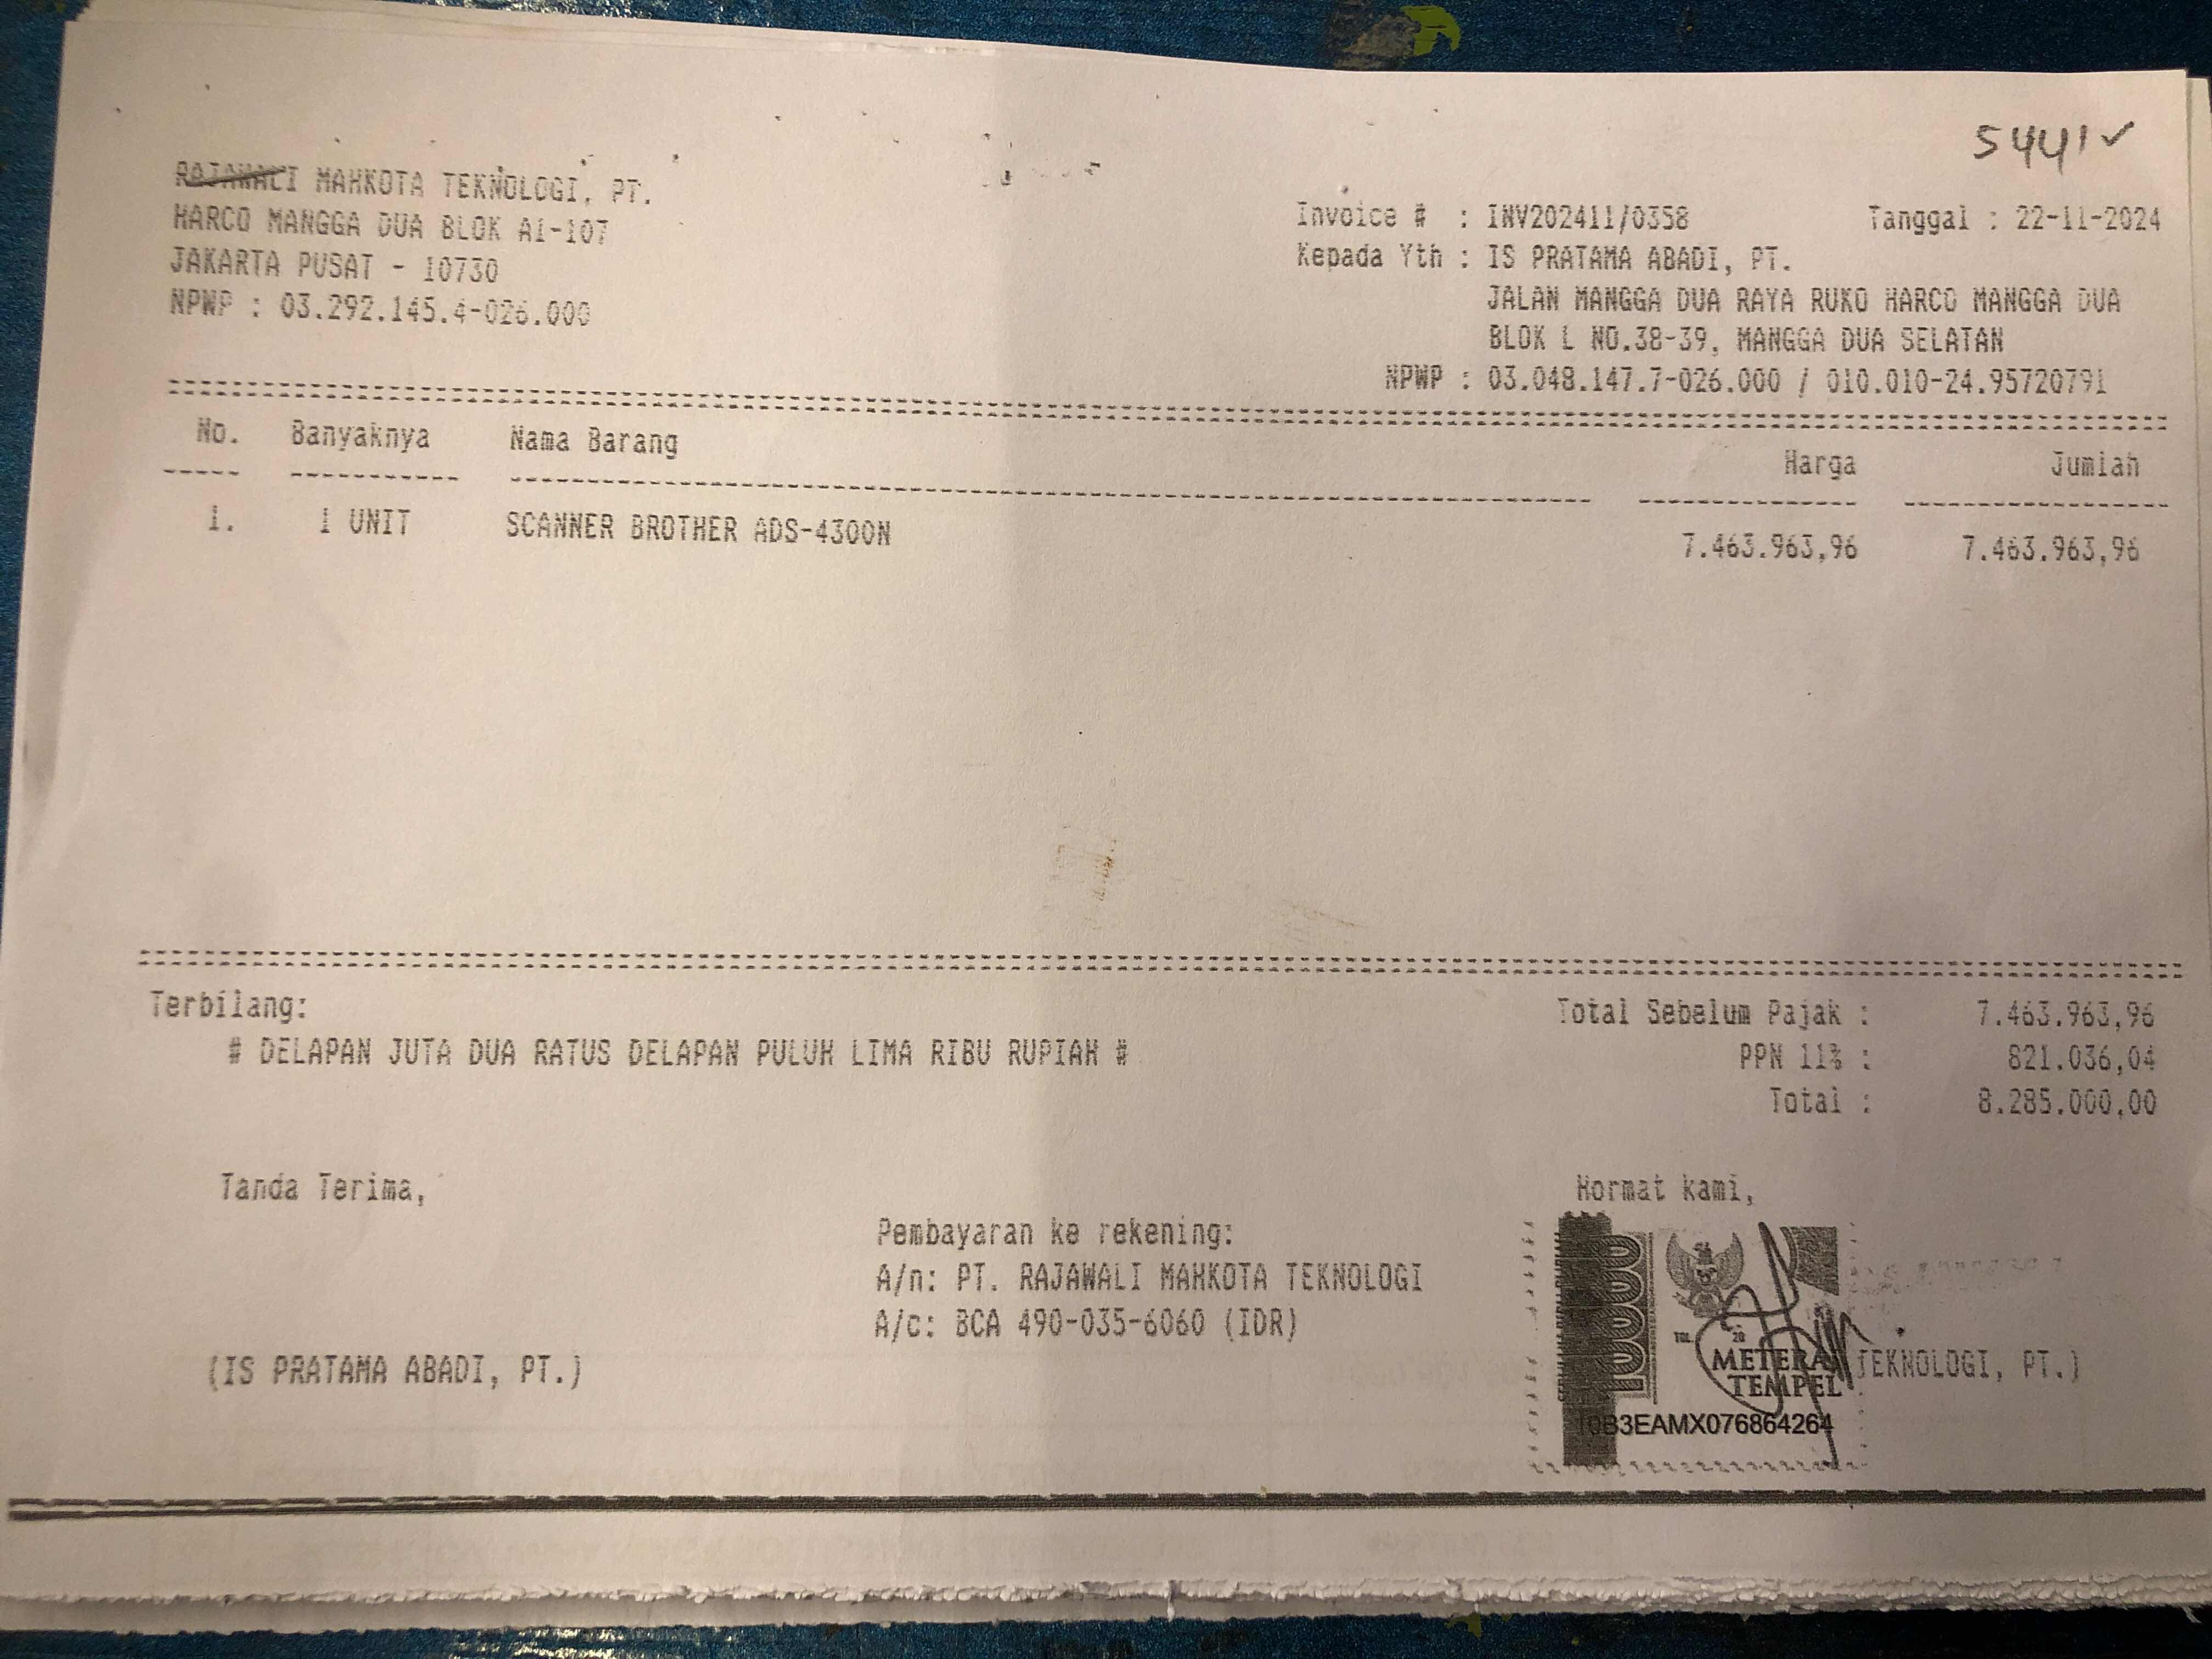 5441✓
RAJAWALI MAHKOTA TEKNOLOGI, PT.
HARCO MANGGA DUA BLOK A1-107
JAKARTA PUSAT - 10730
NPWP : 03.292.145.4-026.000
Invoice # : INV202411/0358 Tanggal : 22-11-2024
Kepada Yth : IS PRATAMA ABADI, PT.
JALAN MANGGA DUA RAYA RUKO HARCO MANGGA DUA
BLOK L NO.38-39, MANGGA DUA SELATAN
NPWP : 03.048.147.7-026.000 / 010.010-24.95720791
No. Banyaknya Nama Barang Harga Jumlah
1. 1 UNIT SCANNER BROTHER ADS-4300N 7.463.963,96 7.463.963,96
Terbilang:
# DELAPAN JUTA DUA RATUS DELAPAN PULUH LIMA RIBU RUPIAH #
Total Sebelum Pajak : 7.463.963,96
PPN 11% : 821.036,04
Total : 8.285.000,00
Tanda Terima,
Hormat kami,
Pembayaran ke rekening:
A/n: PT. RAJAWALI MAHKOTA TEKNOLOGI
A/c: BCA 490-035-6060 (IDR)
(IS PRATAMA ABADI, PT.)
10000
TGL. 20
METERAI
TEMPEL
TEKNOLOGI, PT.)
10B3EAMX076864264